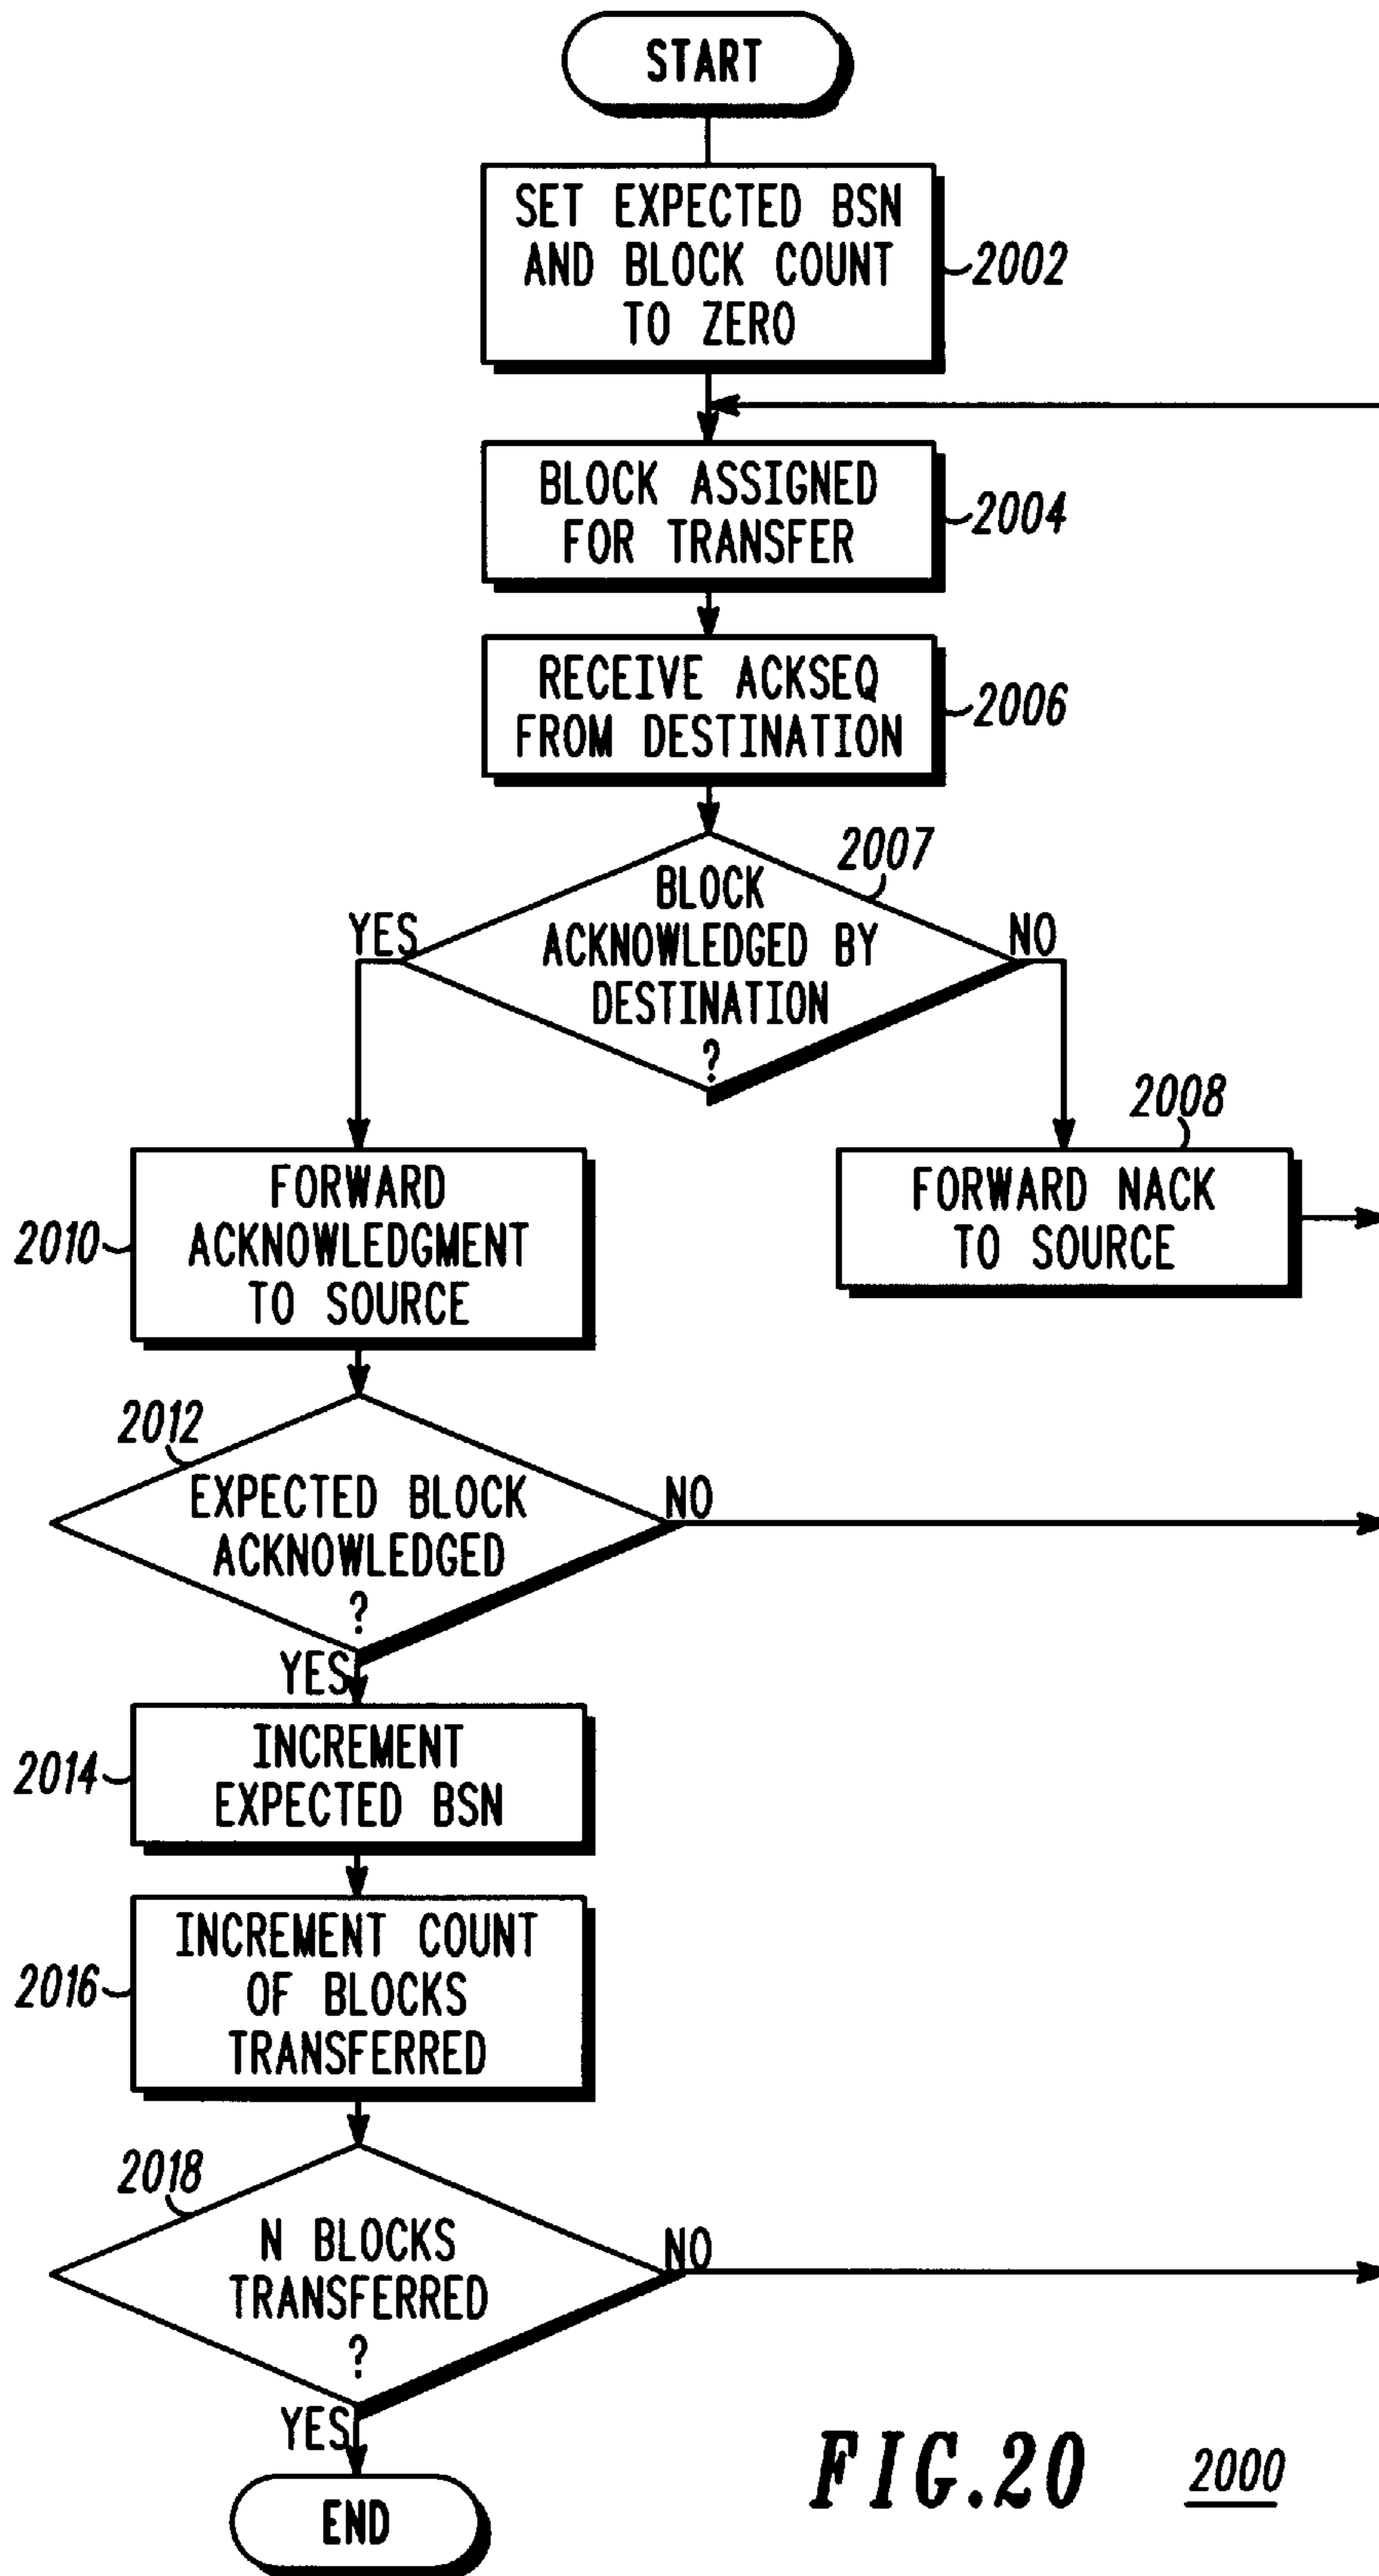 START
SET EXPECTED BSN
AND BLOCK COUNT
TO ZERO
2002
BLOCK ASSIGNED
FOR TRANSFER
2004
RECEIVE ACKSEQ
FROM DESTINATION
2006
2007
BLOCK
ACKNOWLEDGED BY
DESTINATION
?
YES
NO
2008
FORWARD
ACKNOWLEDGMENT
TO SOURCE
2010
FORWARD NACK
TO SOURCE
2012
EXPECTED BLOCK
ACKNOWLEDGED
?
NO
YES
INCREMENT
EXPECTED BSN
2014
INCREMENT COUNT
OF BLOCKS
TRANSFERRED
2016
2018
N BLOCKS
TRANSFERRED
?
NO
YES
END
FIG.20
2000